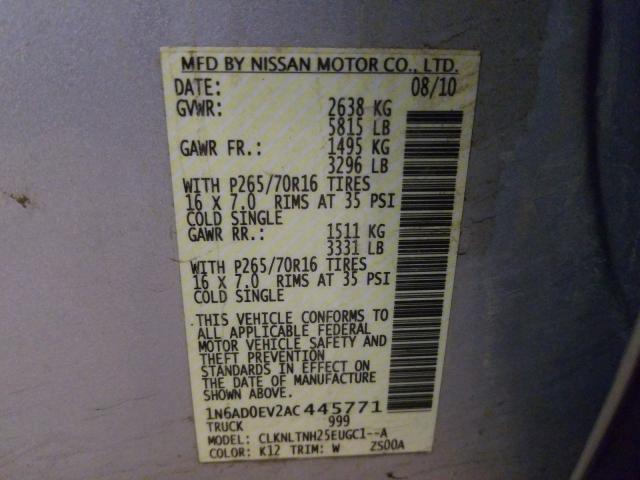 MFD BY NISSAN MOTOR CO., LTD.
DATE: 08/10
GVWR: 2638 KG
5815 LB
GAWR FR.: 1495 KG
3296 LB
WITH P265/70R16 TIRES
16 X 7.0 RIMS AT 35 PSI
COLD SINGLE
GAWR RR.: 1511 KG
3331 LB
WITH P265/70R16 TIRES
16 X 7.0 RIMS AT 35 PSI
COLD SINGLE
THIS VEHICLE CONFORMS TO
ALL APPLICABLE FEDERAL
MOTOR VEHICLE SAFETY AND
THEFT PREVENTION
STANDARDS IN EFFECT ON
THE DATE OF MANUFACTURE
SHOWN ABOVE.
1N6AD0EV2AC445771
TRUCK 999
MODEL: CLKNLTNH25EUGC1--A
COLOR: K12 TRIM: W ZS00A